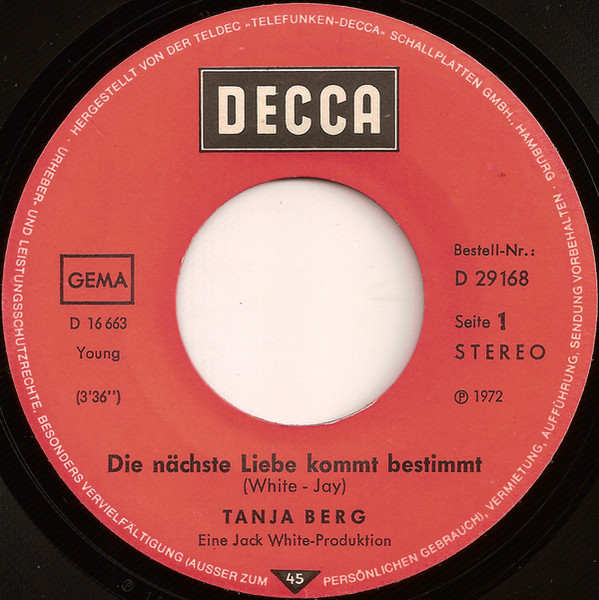 HERGESTELLT VON DER TELDEC »TELEFUNKEN-DECCA« SCHALLPLATTEN GMBH., HAMBURG ·
URHEBER- UND LEISTUNGSSCHUTZRECHTE, BESONDERS VERVIELFÄLTIGUNG (AUSSER ZUM PERSÖNLICHEN GEBRAUCH), VERMIETUNG, AUFFÜHRUNG, SENDUNG VORBEHALTEN ·
DECCA
GEMA
D 16 663
Young
(3'36'')
Bestell-Nr.:
D 29168
Seite 1
STEREO
Ⓟ 1972
Die nächste Liebe kommt bestimmt
(White - Jay)
TANJA BERG
Eine Jack White-Produktion
45